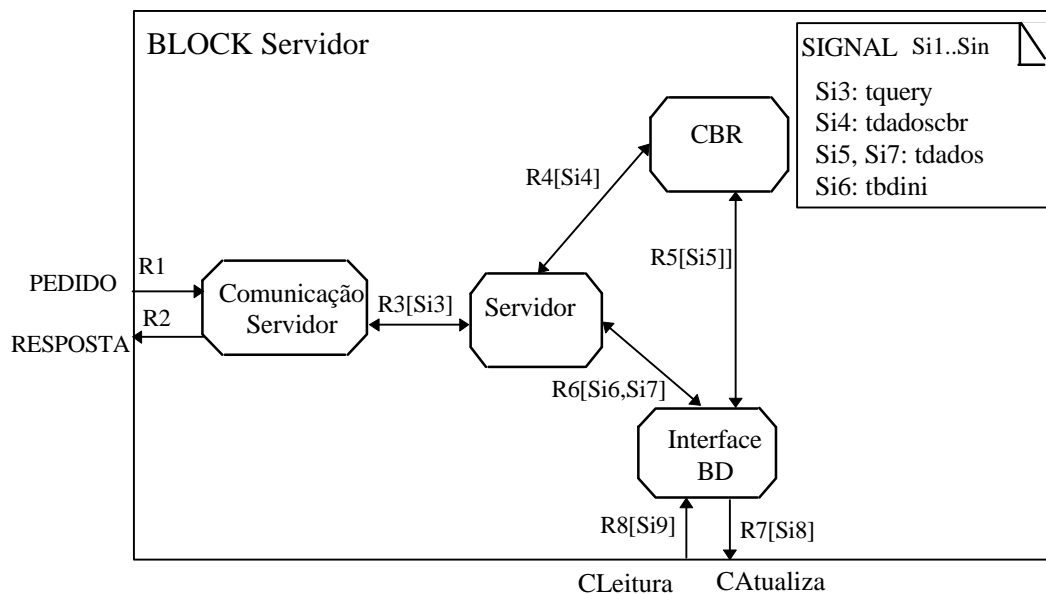 BLOCK Servidor
SIGNAL Si1..Sin
Si3: tquery
Si4: tdadoscbr
Si5, Si7: tdados
Si6: tbdini
CBR
R4[Si4]
R5[Si5]]
PEDIDO
R1
R2
RESPOSTA
Comunicação
Servidor
R3[Si3]
Servidor
R6[Si6,Si7]
Interface
BD
R8[Si9]
R7[Si8]
CLeitura
CAtualiza